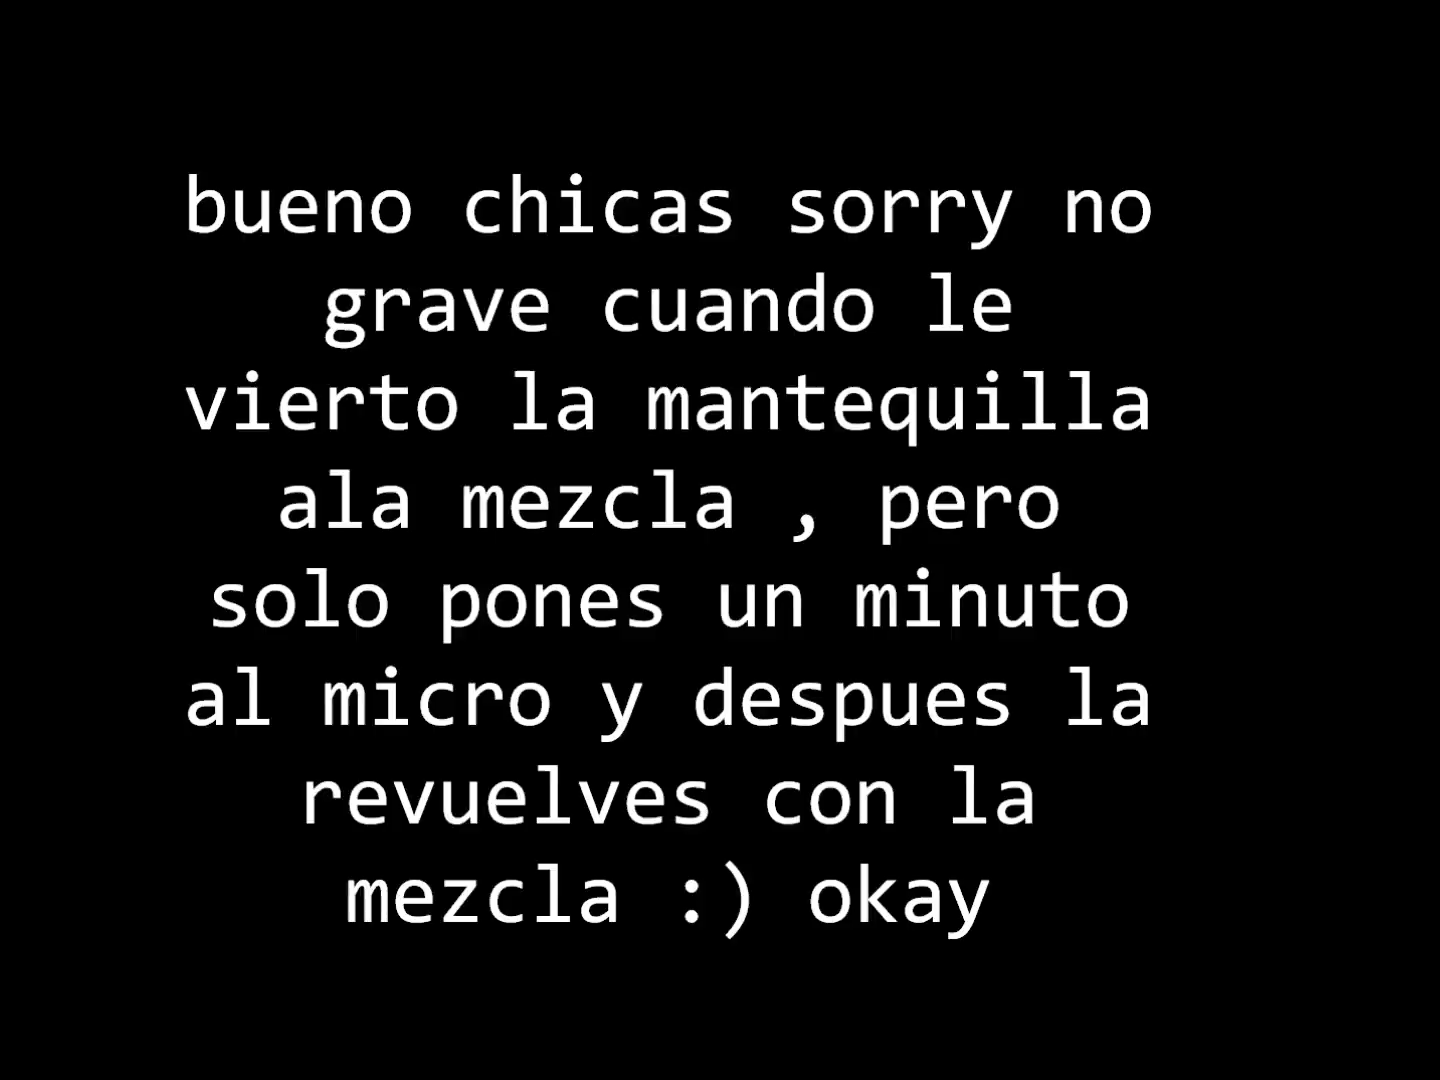 bueno chicas sorry no
grave cuando le
vierto la mantequilla
ala mezcla , pero
solo pones un minuto
al micro y despues la
revuelves con la
mezcla :) okay